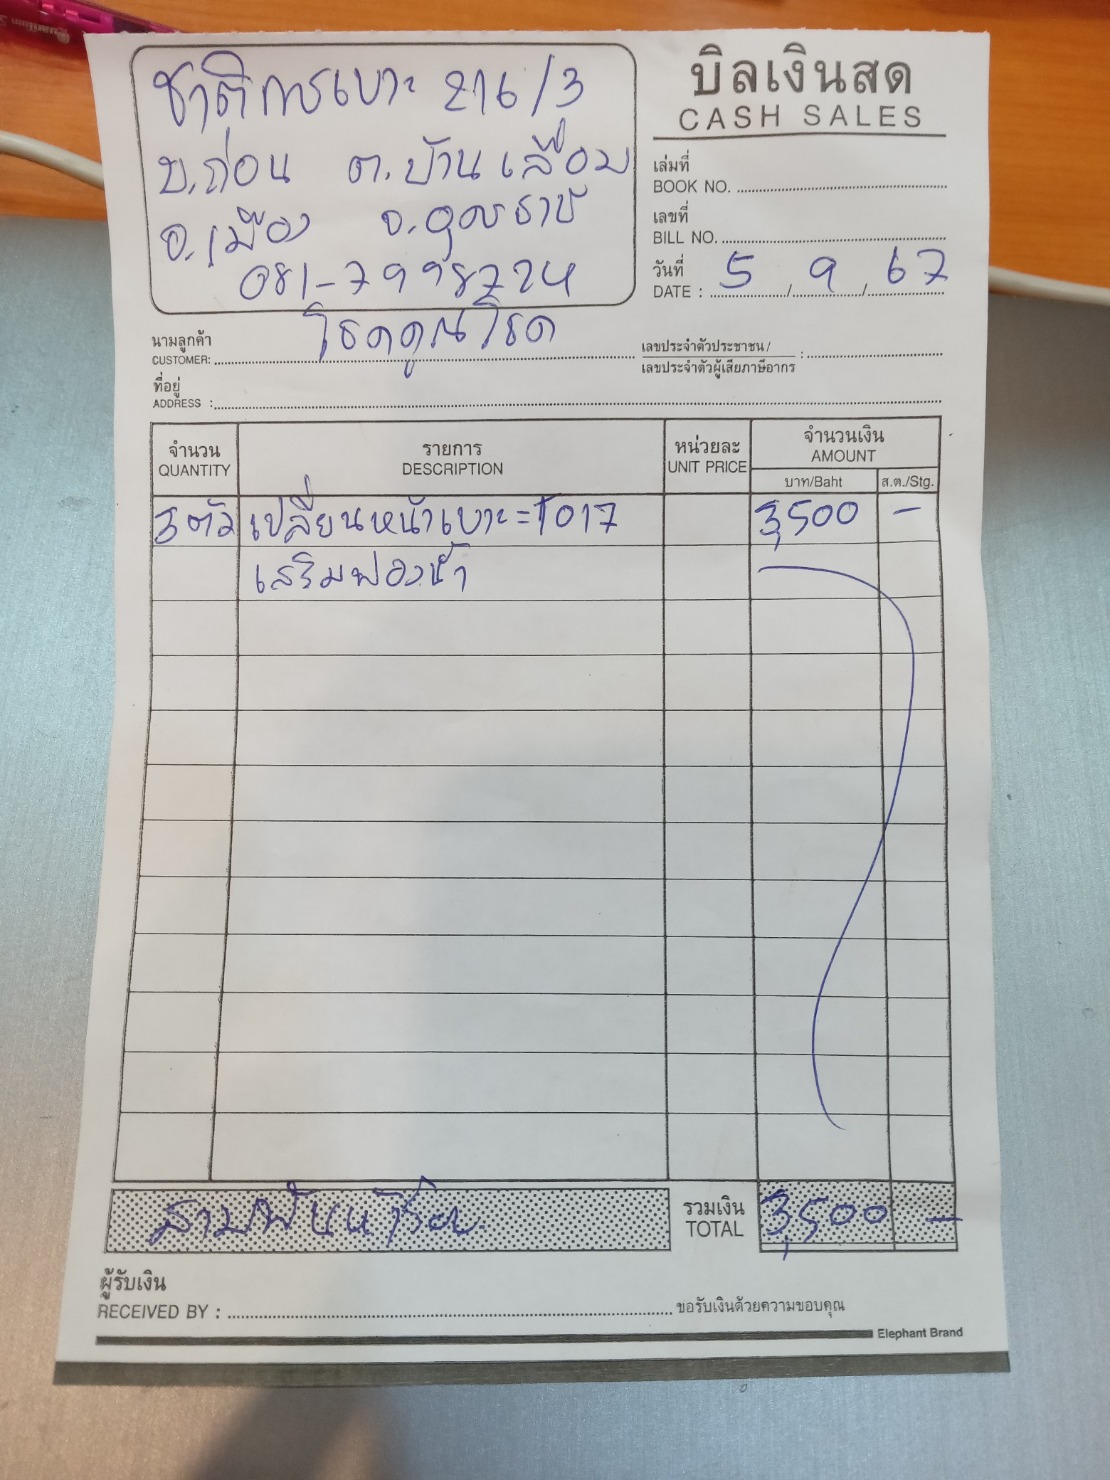 ชาติการเบาะ 216/3
บ.ถ่อน ต.บ้านเลื่อม
อ.เมือง จ.อุดรธานี
081-7998724
บิลเงินสด
CASH SALES
เล่มที่
BOOK NO.
เลขที่
BILL NO.
วันที่
DATE : 5 / 9 / 67
นามลูกค้า
CUSTOMER: โชคคูณโชค
เลขประจำตัวประชาชน /
เลขประจำตัวผู้เสียภาษีอากร :
ที่อยู่
ADDRESS :
จำนวน รายการ หน่วยละ จำนวนเงิน
QUANTITY DESCRIPTION UNIT PRICE AMOUNT
บาท/Baht ส.ต./Stg.
3 ตัว เปลี่ยนหน้าเบาะ=1017 3,500 –
เสริมฟองน้ำ
สามพันห้าร้อย รวมเงิน 3,500 –
TOTAL
ผู้รับเงิน
RECEIVED BY : ขอรับเงินด้วยความขอบคุณ
Elephant Brand